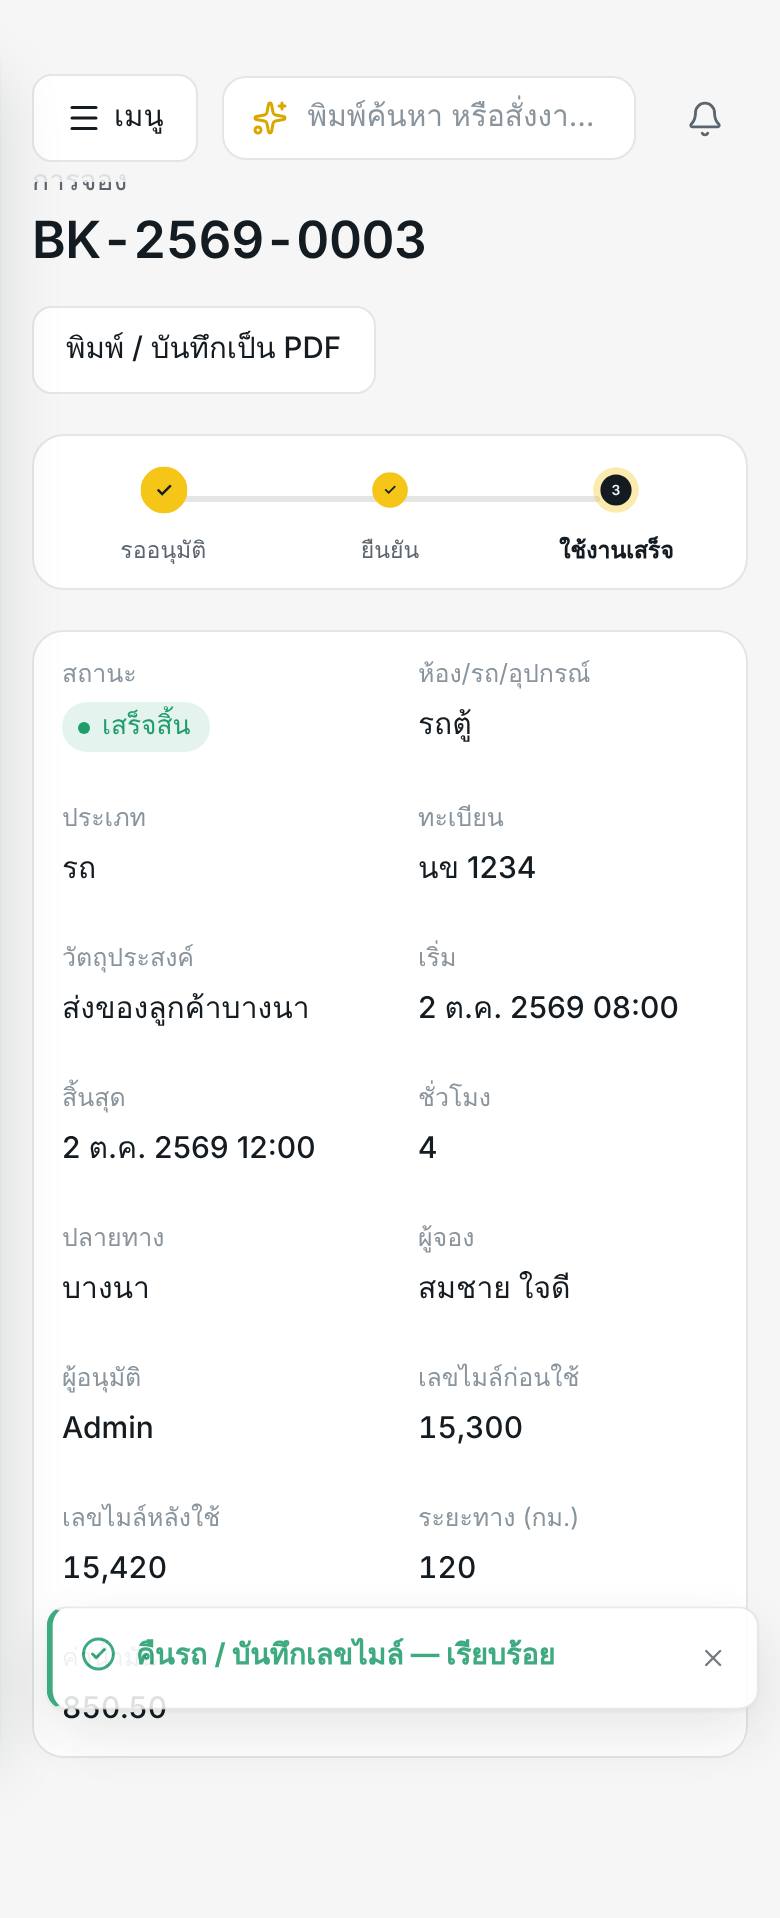 เมนู
พิมพ์ค้นหา หรือสั่งงา...
การจอง
BK-2569-0003
พิมพ์ / บันทึกเป็น PDF
3
รออนุมัติ
ยืนยัน
ใช้งานเสร็จ
สถานะ
ห้อง/รถ/อุปกรณ์
เสร็จสิ้น
รถตู้
ประเภท
ทะเบียน
รถ
นข 1234
วัตถุประสงค์
เริ่ม
ส่งของลูกค้าบางนา
2 ต.ค. 2569 08:00
สิ้นสุด
ชั่วโมง
2 ต.ค. 2569 12:00
4
ปลายทาง
ผู้จอง
บางนา
สมชาย ใจดี
ผู้อนุมัติ
เลขไมล์ก่อนใช้
Admin
15,300
เลขไมล์หลังใช้
ระยะทาง (กม.)
15,420
120
คืนรถ / บันทึกเลขไมล์ — เรียบร้อย
850.50